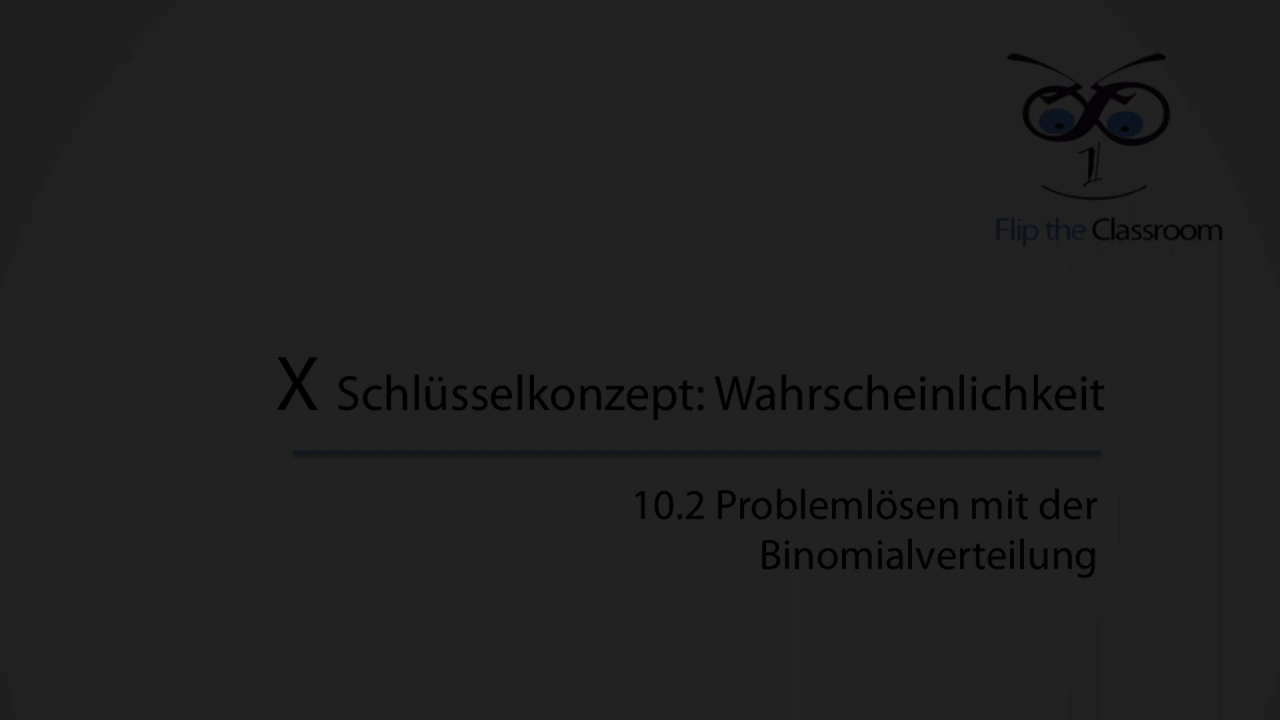 Flip the Classroom
X Schlüsselkonzept: Wahrscheinlichkeit
10.2 Problemlösen mit der
Binomialverteilung